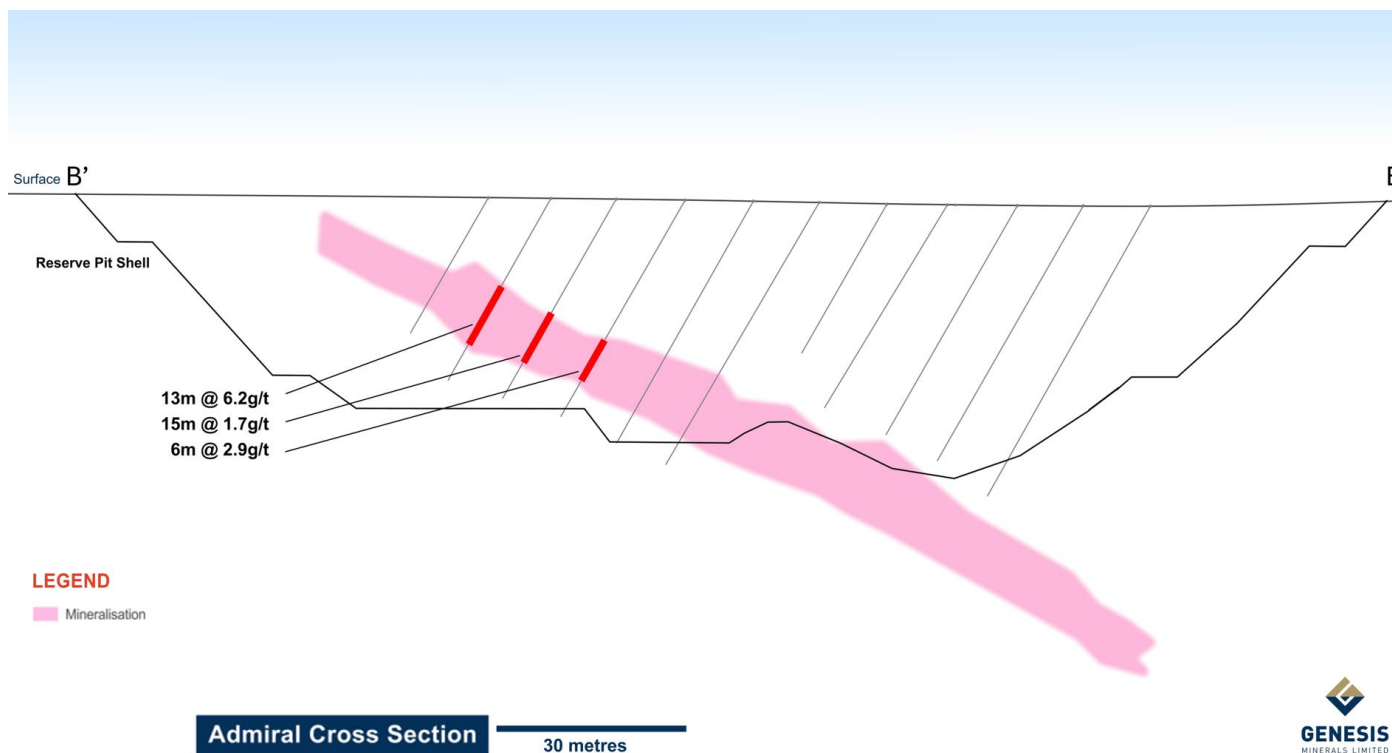 Surface B’
Reserve Pit Shell
13m @ 6.2g/t
15m @ 1.7g/t
6m @ 2.9g/t
LEGEND
Mineralisation
Admiral Cross Section
30 metres
GENESIS
MINERALS LIMITED